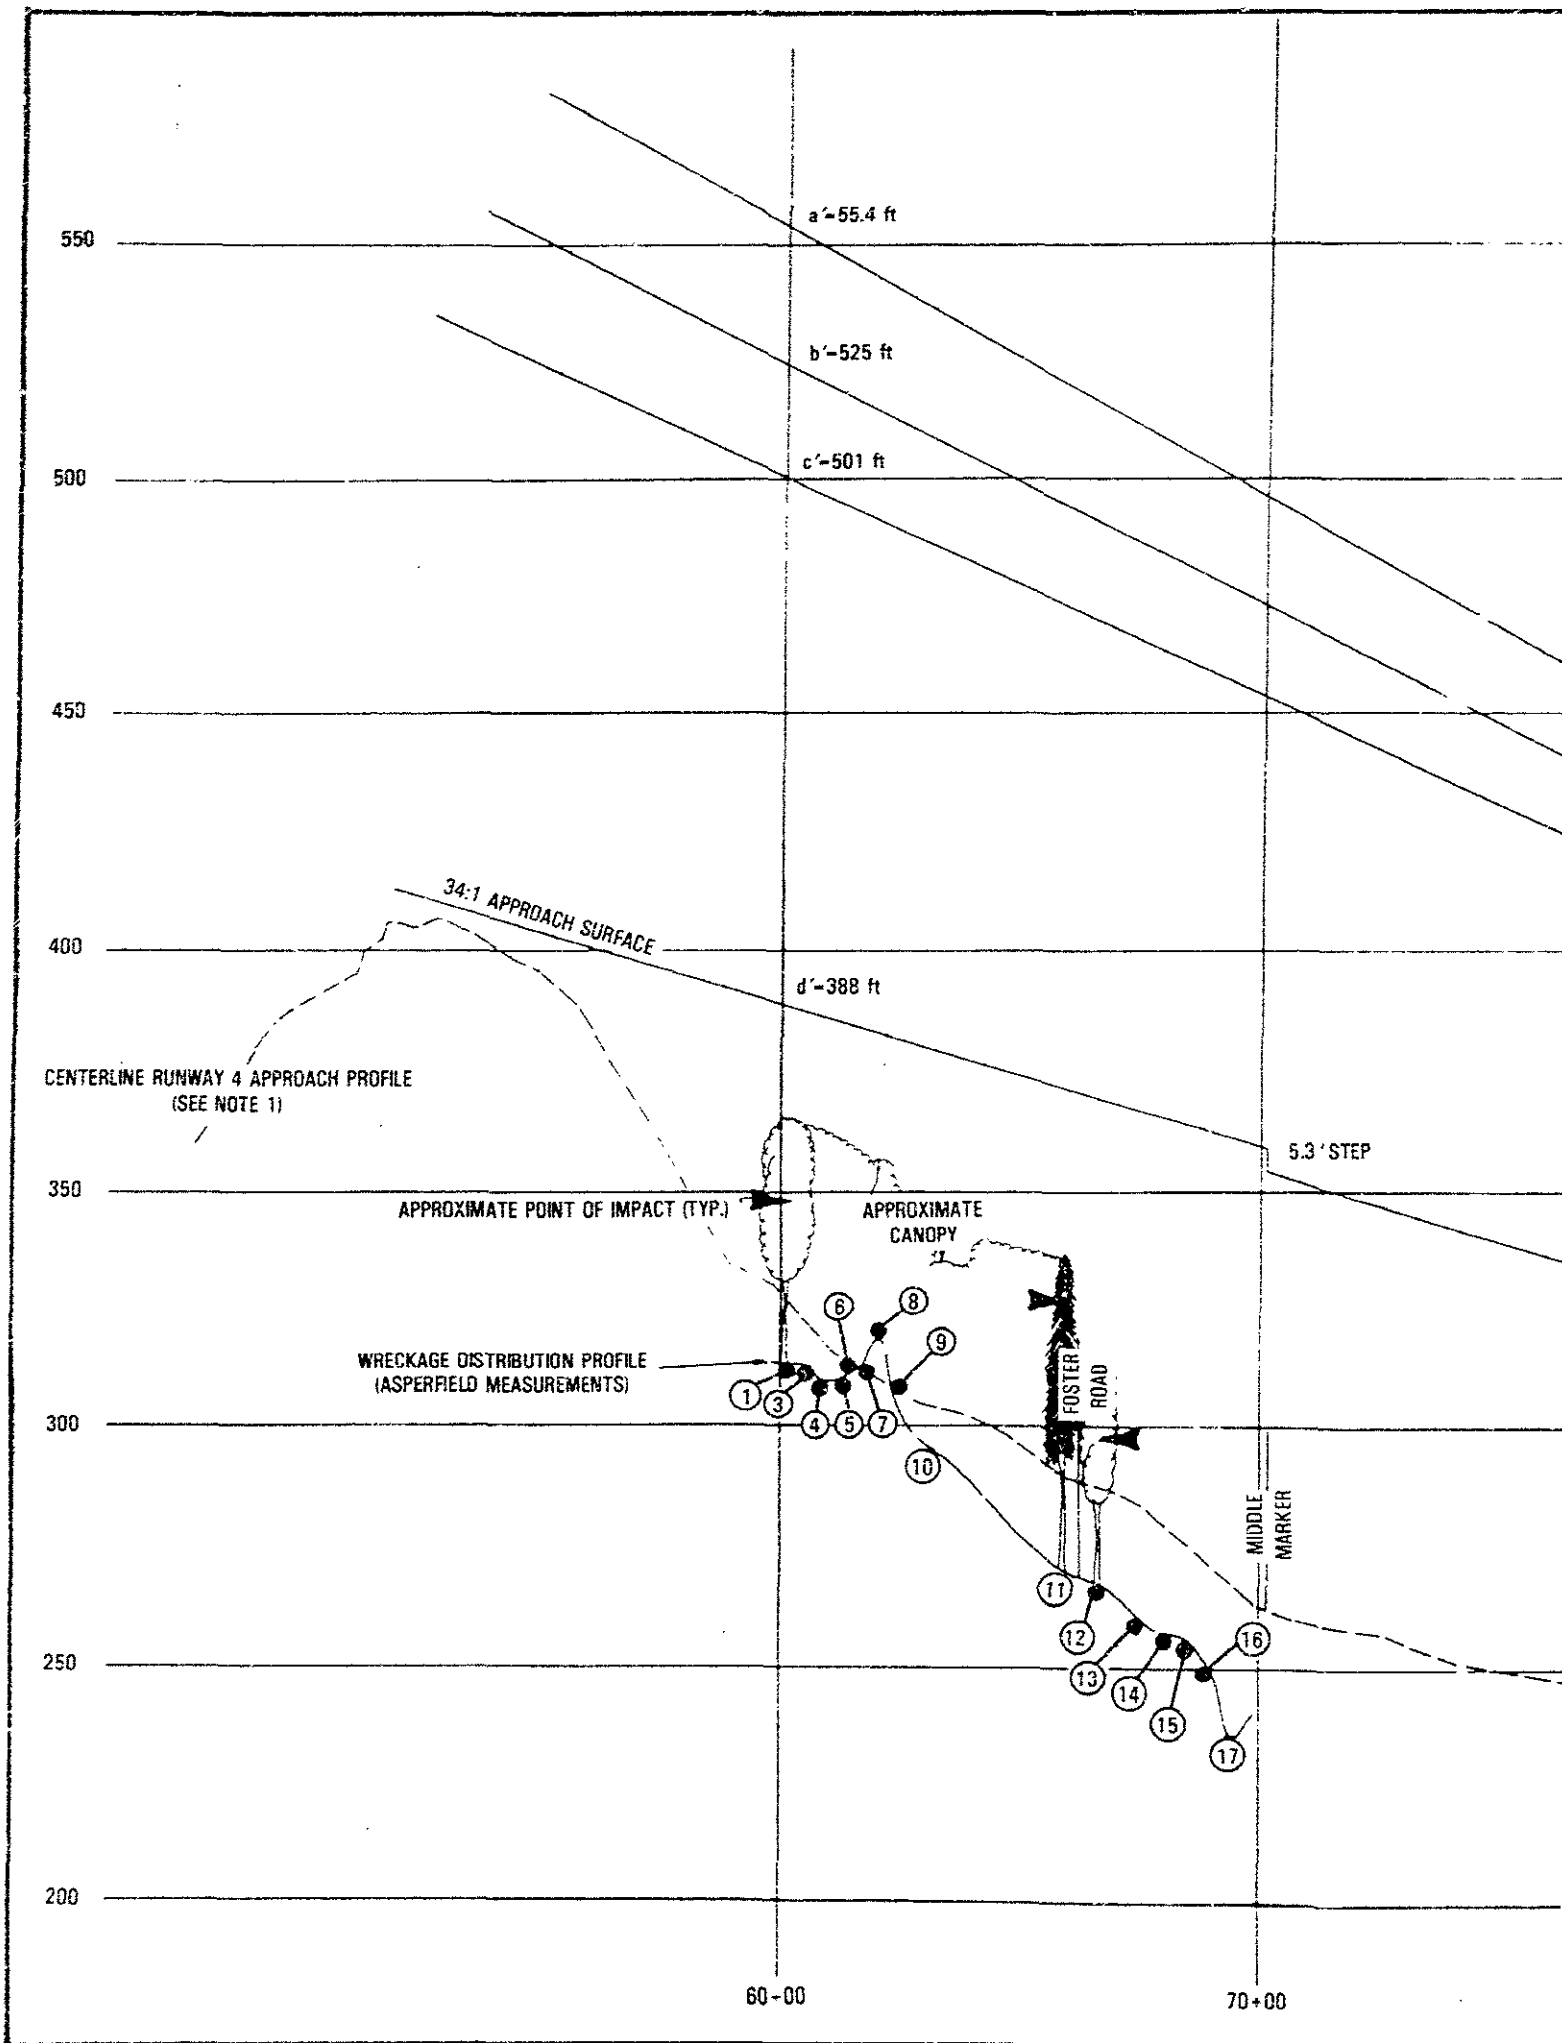 550
a'-55.4 ft
b'-525 ft
500
c'-501 ft
450
34:1 APPROACH SURFACE
400
d'-388 ft
CENTERLINE RUNWAY 4 APPROACH PROFILE
(SEE NOTE 1)
5.3' STEP
350
APPROXIMATE POINT OF IMPACT (TYP.)
APPROXIMATE
CANOPY
6
8
9
WRECKAGE DISTRIBUTION PROFILE
(ASPERFIELD MEASUREMENTS)
FOSTER
ROAD
1
3
4
5
7
300
10
MIDDLE
MARKER
11
12
16
250
13
14
15
17
200
60+00
70+00